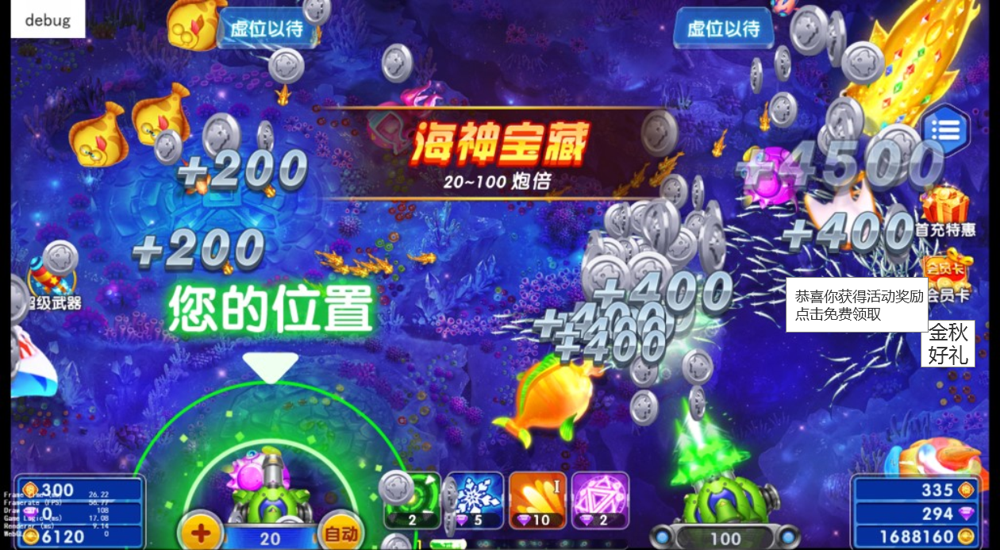 debug
虚位以待
虚位以待
海神宝藏
20~100 炮倍
+200
+4500
+400
首充特惠
+200
+400
会员卡
超级武器
恭喜你获得活动奖励
点击免费领取
会员卡
您的位置
+400
+400
金秋
好礼
300
0
6120
26.22
Framerate (FPS) 56.77
Draw 108
Game Logic (ms) 17.08
Renderer (ms) 9.14
WebGL 0
+
20
自动
2
5
I
10
2
1
100
335
294
1688160